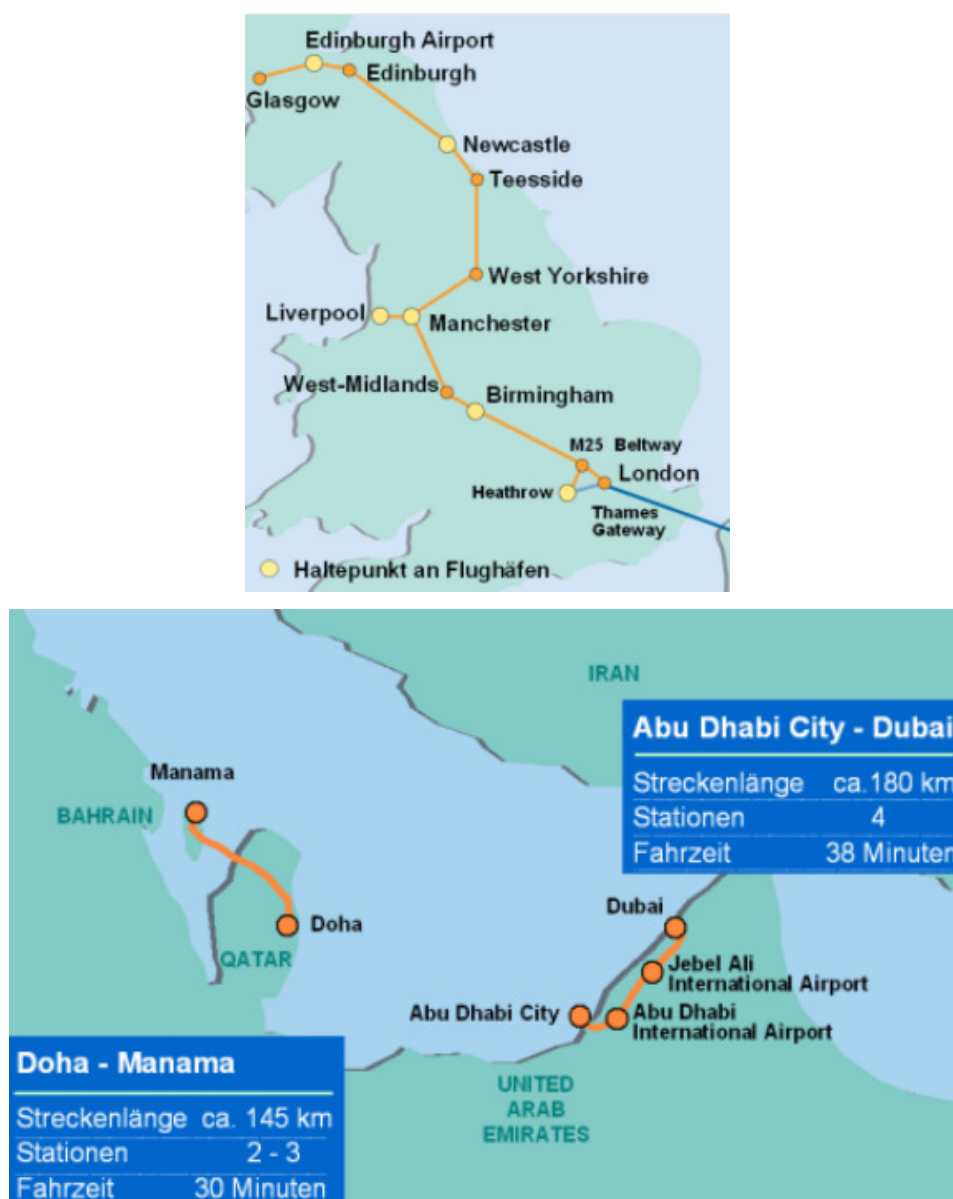 Edinburgh Airport
Edinburgh
Glasgow
Newcastle
Teesside
West Yorkshire
Liverpool
Manchester
West-Midlands
Birmingham
M25 Beltway
London
Heathrow
Thames
Gateway
Haltepunkt an Flughäfen
IRAN
Abu Dhabi City - Dubai
Streckenlänge ca.180 km
Stationen 4
Fahrzeit 38 Minuten
Manama
BAHRAIN
Doha
QATAR
Dubai
Jebel Ali
International Airport
Abu Dhabi City
Abu Dhabi
International Airport
UNITED
ARAB
EMIRATES
Doha - Manama
Streckenlänge ca. 145 km
Stationen 2 - 3
Fahrzeit 30 Minuten